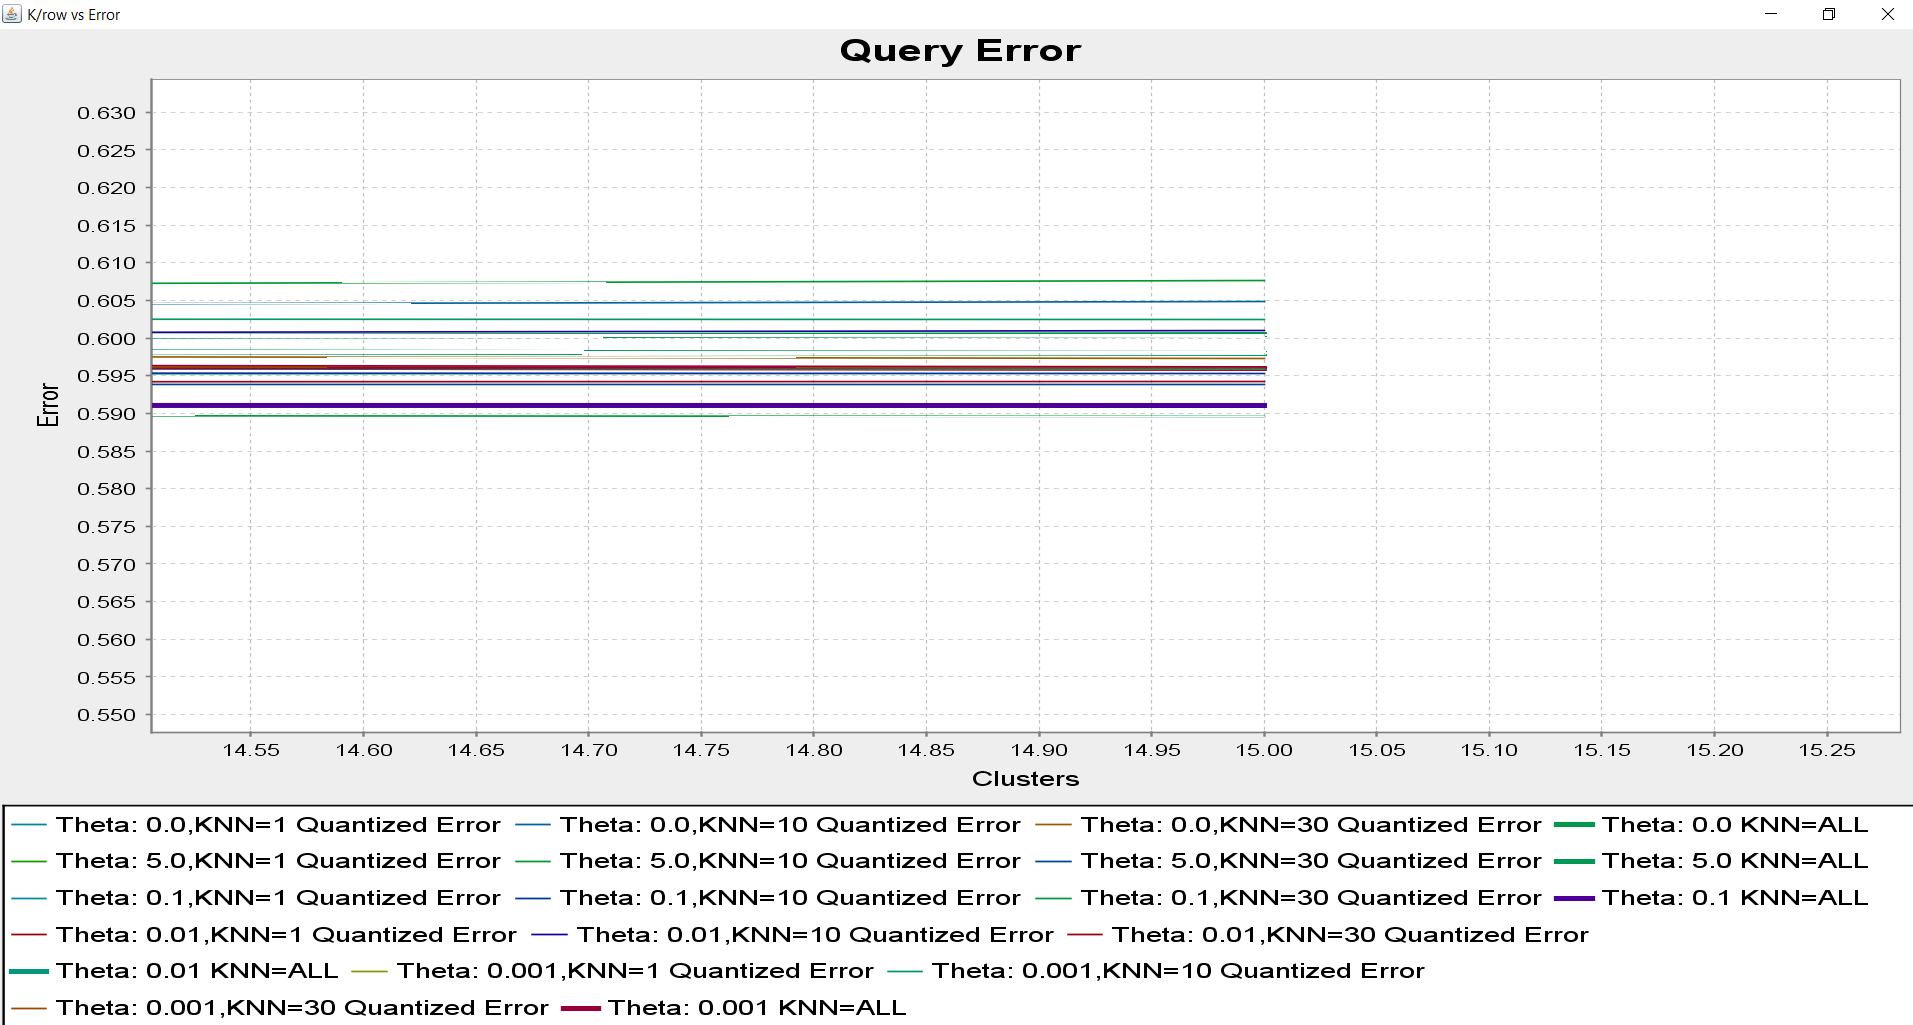 K/row vs Error
Query Error
0.630
0.625
0.620
0.615
0.610
0.605
0.600
0.595
0.590
0.585
0.580
0.575
0.570
0.565
0.560
0.555
0.550
Error
14.55 14.60 14.65 14.70 14.75 14.80 14.85 14.90 14.95 15.00 15.05 15.10 15.15 15.20 15.25
Clusters
Theta: 0.0,KNN=1 Quantized Error Theta: 0.0,KNN=10 Quantized Error Theta: 0.0,KNN=30 Quantized Error Theta: 0.0 KNN=ALL
Theta: 5.0,KNN=1 Quantized Error Theta: 5.0,KNN=10 Quantized Error Theta: 5.0,KNN=30 Quantized Error Theta: 5.0 KNN=ALL
Theta: 0.1,KNN=1 Quantized Error Theta: 0.1,KNN=10 Quantized Error Theta: 0.1,KNN=30 Quantized Error Theta: 0.1 KNN=ALL
Theta: 0.01,KNN=1 Quantized Error Theta: 0.01,KNN=10 Quantized Error Theta: 0.01,KNN=30 Quantized Error
Theta: 0.01 KNN=ALL Theta: 0.001,KNN=1 Quantized Error Theta: 0.001,KNN=10 Quantized Error
Theta: 0.001,KNN=30 Quantized Error Theta: 0.001 KNN=ALL